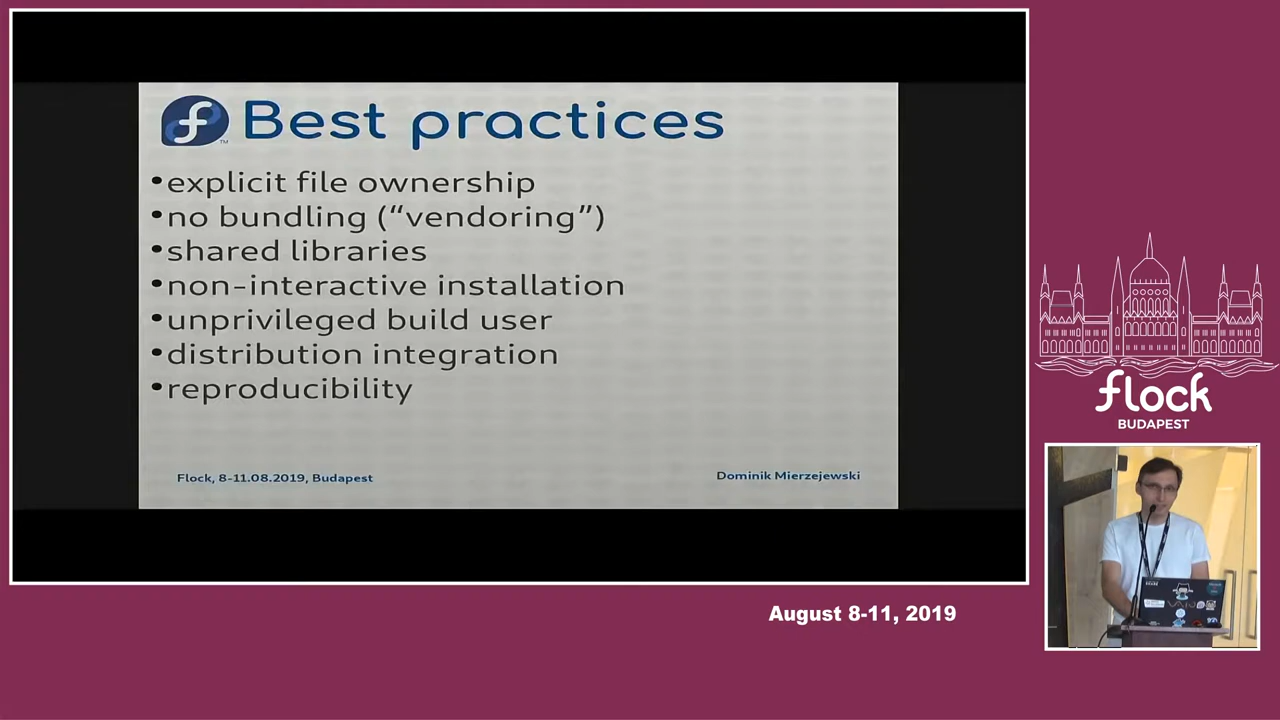 Best practices
•explicit file ownership
•no bundling (“vendoring”)
•shared libraries
•non-interactive installation
•unprivileged build user
•distribution integration
•reproducibility
Flock, 8-11.08.2019, Budapest
Dominik Mierzejewski
flock
BUDAPEST
August 8-11, 2019